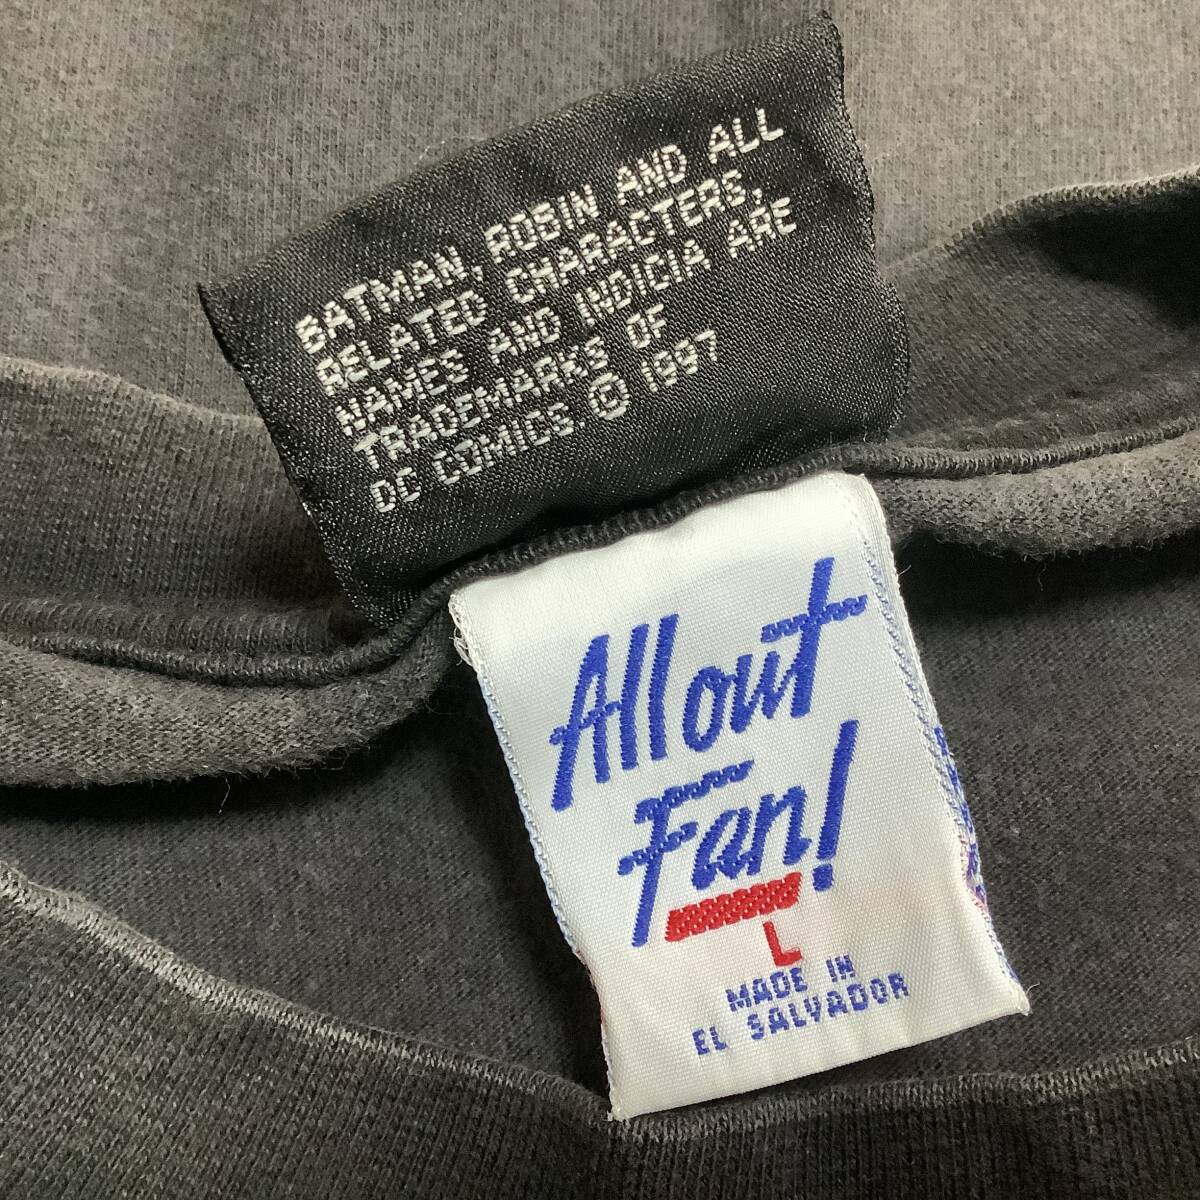 BATMAN, ROBIN AND ALL
RELATED CHARACTERS,
NAMES AND INDICIA ARE
TRADEMARKS OF
DC COMICS. © 1997
All out
Fan!
L
MADE IN
EL SALVADOR